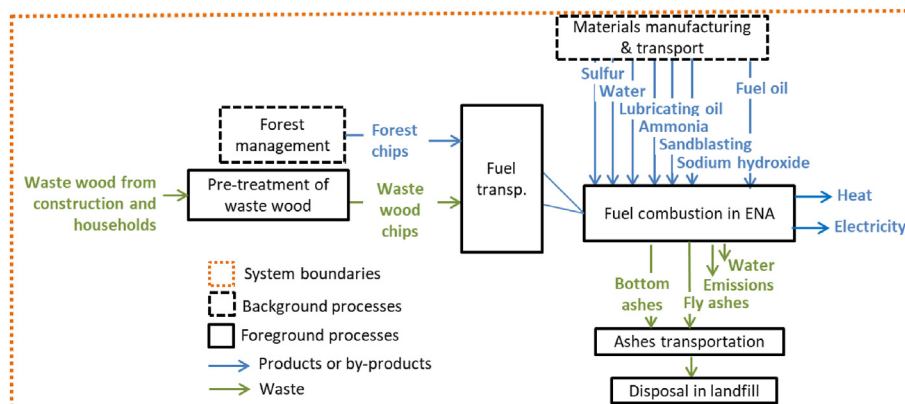 Materials manufacturing
& transport
Sulfur
Water
Lubricating oil
Ammonia
Sandblasting
Sodium hydroxide
Fuel oil
Forest
management
Forest
chips
Fuel
transp.
Waste wood from
construction and
households
Pre-treatment of
waste wood
Waste
wood
chips
Fuel combustion in ENA
Heat
Electricity
Bottom
ashes
Fly ashes
Emissions
Water
Ashes transportation
Disposal in landfill
System boundaries
Background processes
Foreground processes
Products or by-products
Waste